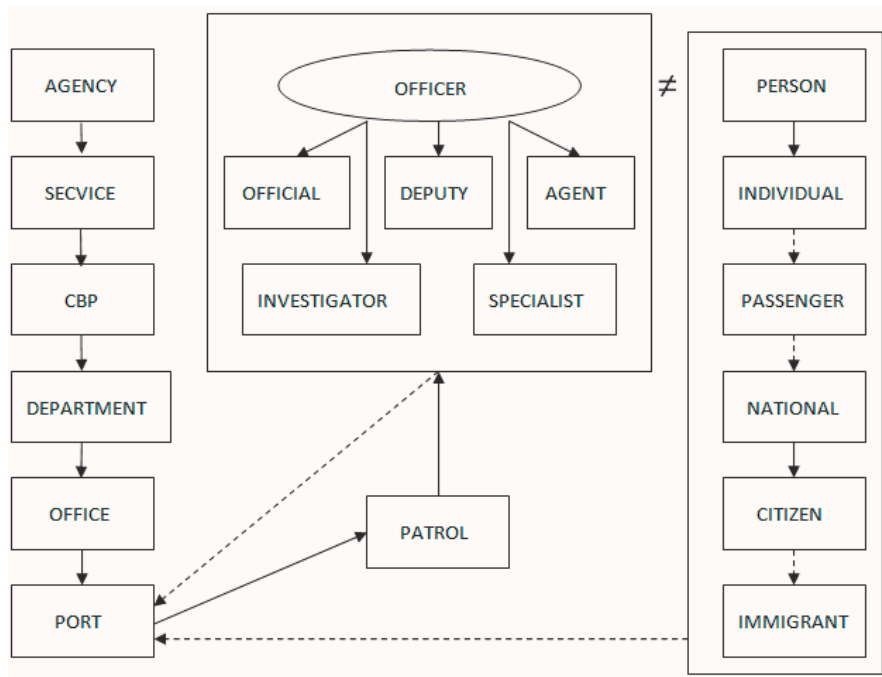 AGENCY
SECVICE
CBP
DEPARTMENT
OFFICE
PORT
OFFICER
OFFICIAL
DEPUTY
AGENT
INVESTIGATOR
SPECIALIST
PATROL
≠
PERSON
INDIVIDUAL
PASSENGER
NATIONAL
CITIZEN
IMMIGRANT